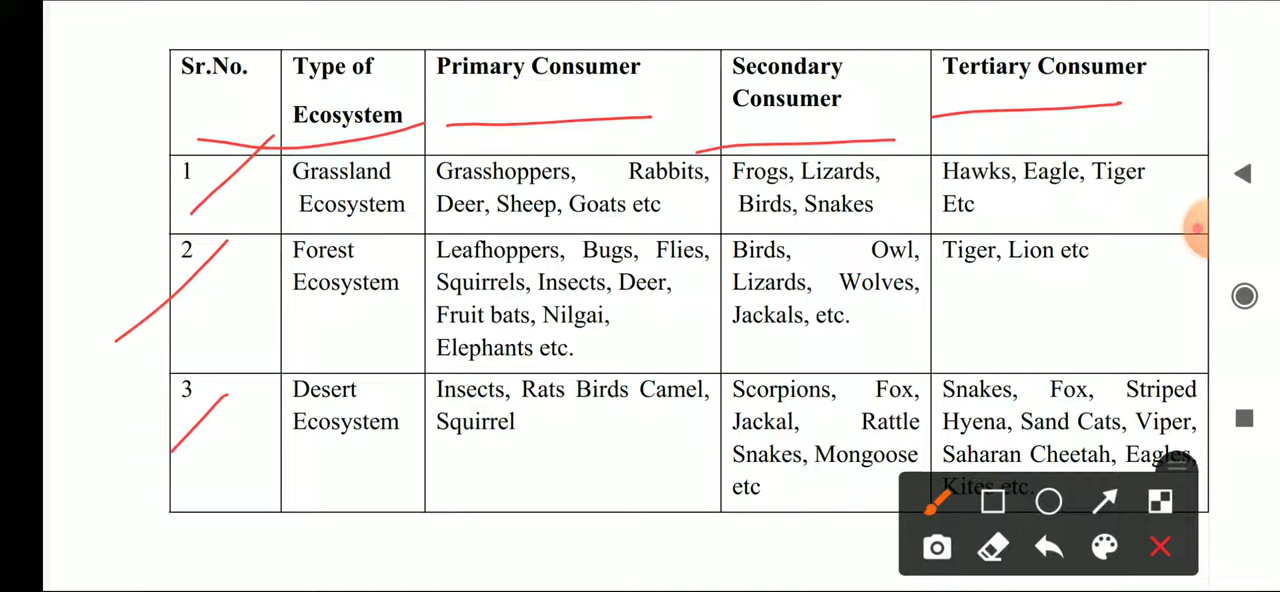 Sr.No. Type of Ecosystem Primary Consumer Secondary Consumer Tertiary Consumer
1 Grassland Ecosystem Grasshoppers, Rabbits, Deer, Sheep, Goats etc Frogs, Lizards, Birds, Snakes Hawks, Eagle, Tiger Etc
2 Forest Ecosystem Leafhoppers, Bugs, Flies, Squirrels, Insects, Deer, Fruit bats, Nilgai, Elephants etc. Birds, Owl, Lizards, Wolves, Jackals, etc. Tiger, Lion etc
3 Desert Ecosystem Insects, Rats Birds Camel, Squirrel Scorpions, Fox, Jackal, Rattle Snakes, Mongoose etc Snakes, Fox, Striped Hyena, Sand Cats, Viper, Saharan Cheetah, Eagles, Kites etc.